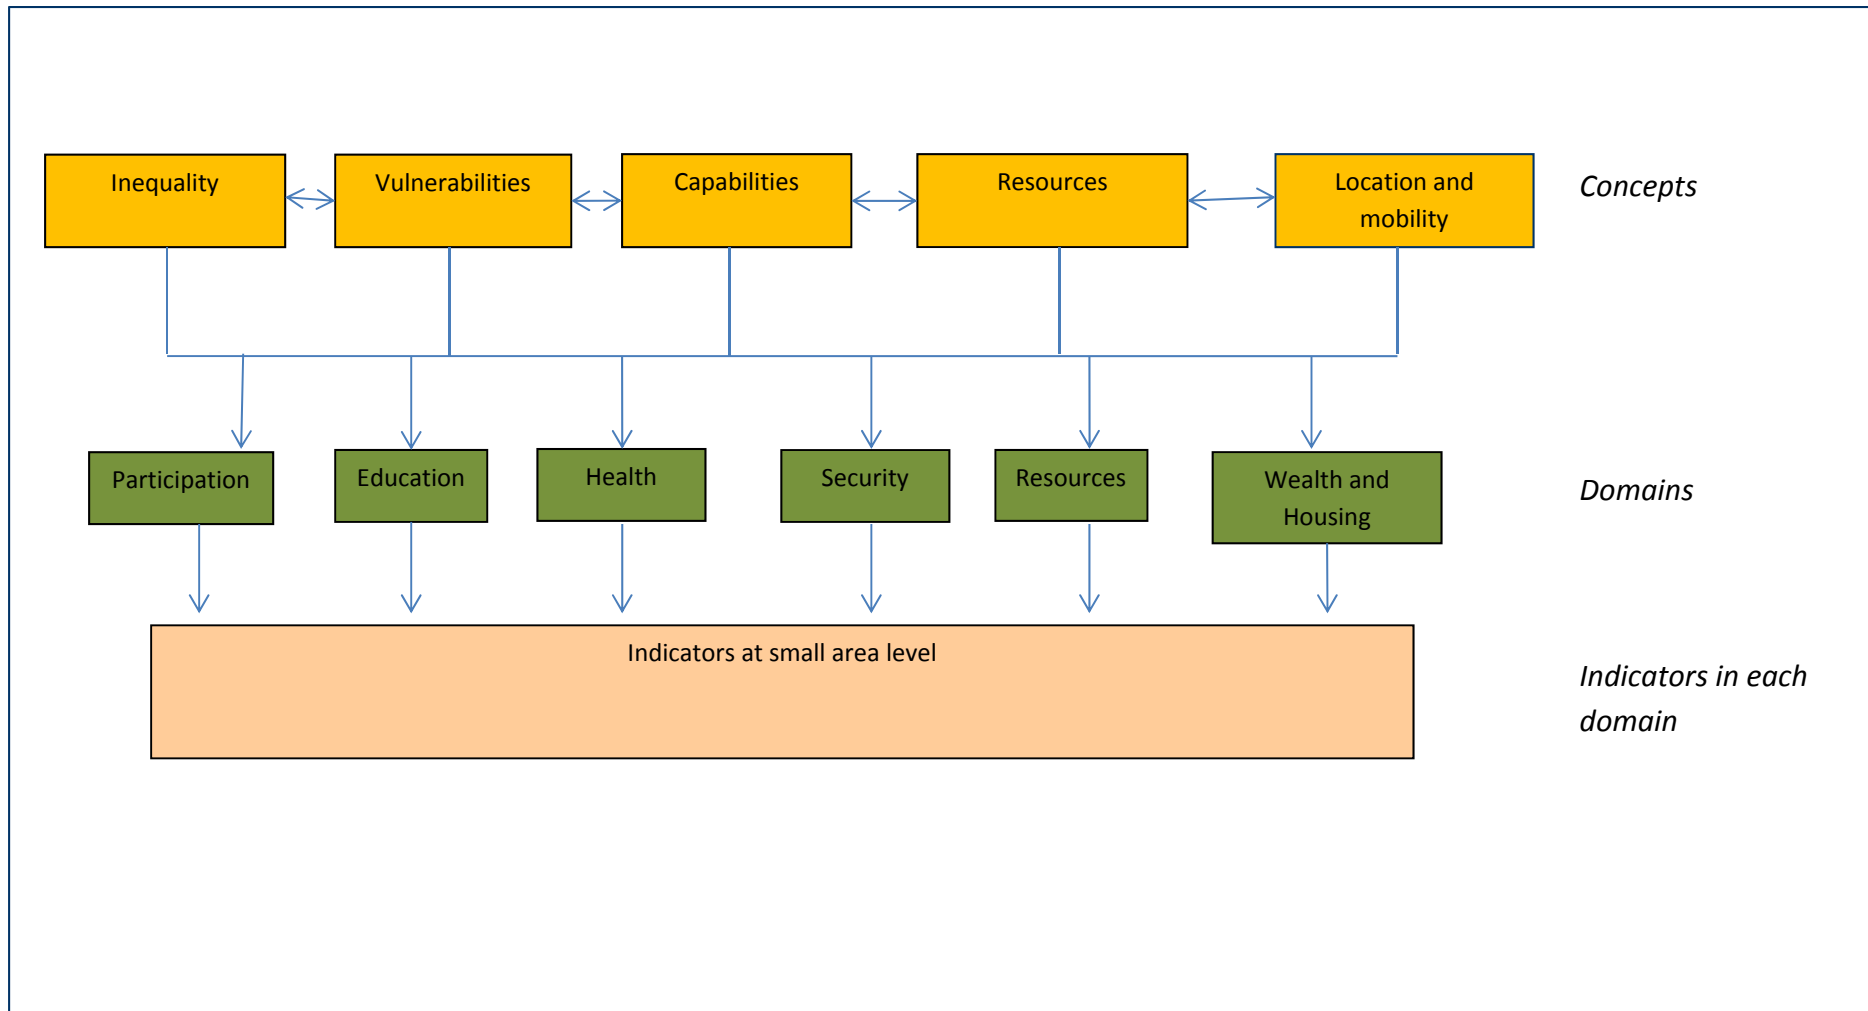 Inequality
Vulnerabilities
Capabilities
Resources
Location and
mobility
Concepts
Participation
Education
Health
Security
Resources
Wealth and
Housing
Domains
Indicators at small area level
Indicators in each
domain